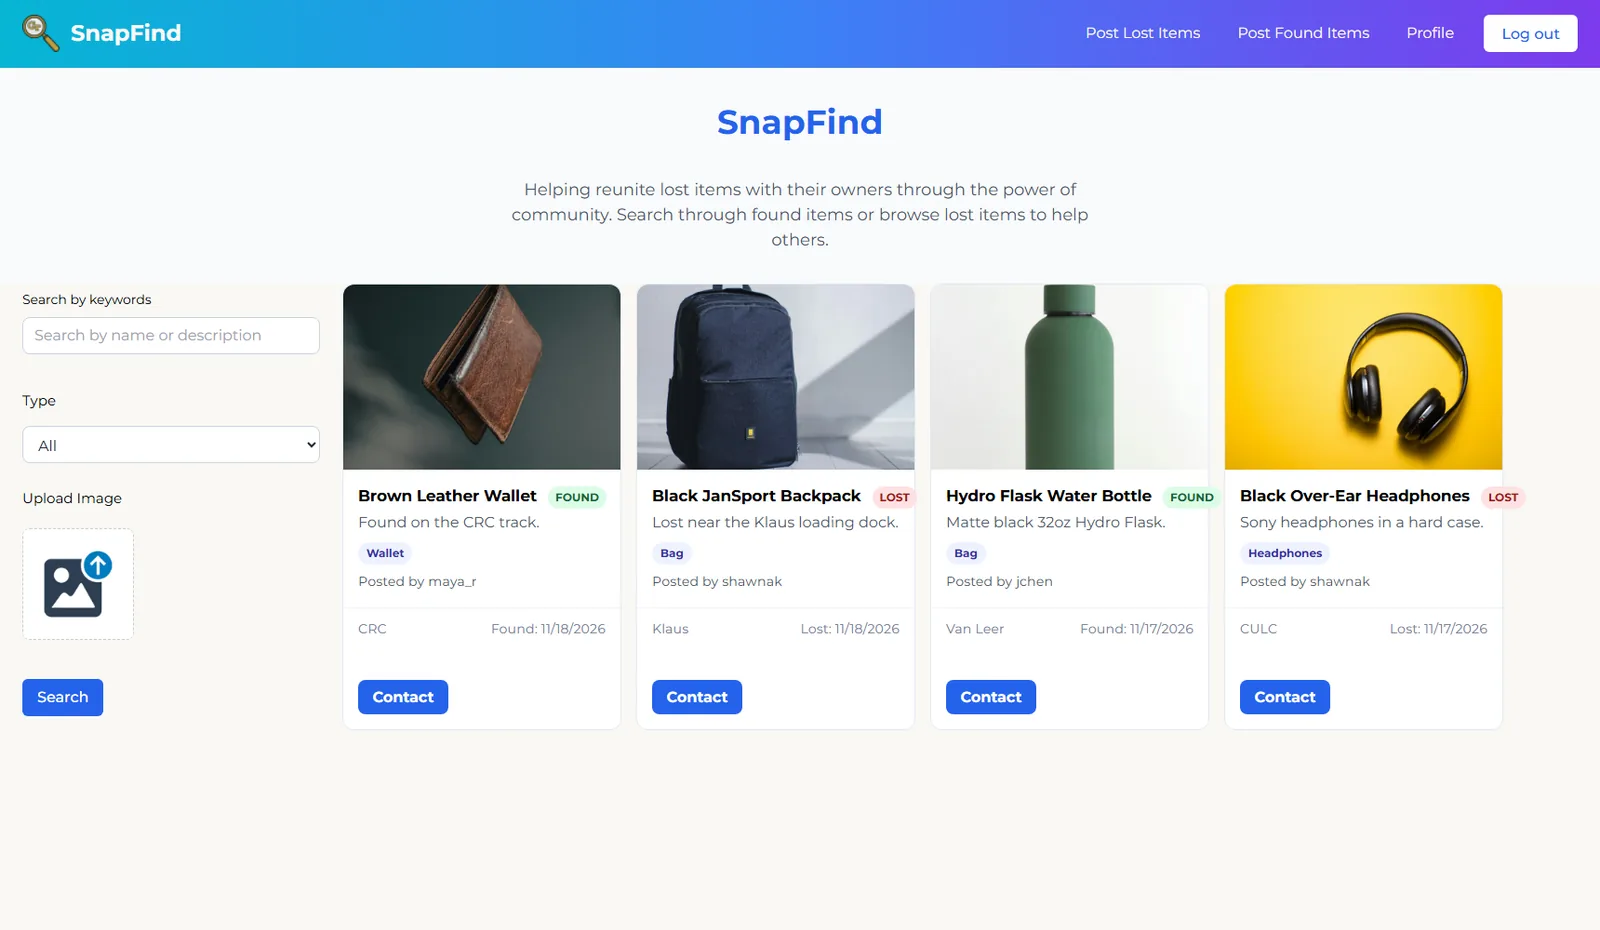 SnapFind
Post Lost Items
Post Found Items
Profile
Log out
SnapFind
Helping reunite lost items with their owners through the power of
community. Search through found items or browse lost items to help
others.
Search by keywords
Search by name or description
Type
All
Upload Image
Search
Brown Leather Wallet FOUND
Found on the CRC track.
Wallet
Posted by maya_r
CRC Found: 11/18/2026
Contact
Black JanSport Backpack LOST
Lost near the Klaus loading dock.
Bag
Posted by shawnak
Klaus Lost: 11/18/2026
Contact
Hydro Flask Water Bottle FOUND
Matte black 32oz Hydro Flask.
Bag
Posted by jchen
Van Leer Found: 11/17/2026
Contact
Black Over-Ear Headphones LOST
Sony headphones in a hard case.
Headphones
Posted by shawnak
CULC Lost: 11/17/2026
Contact